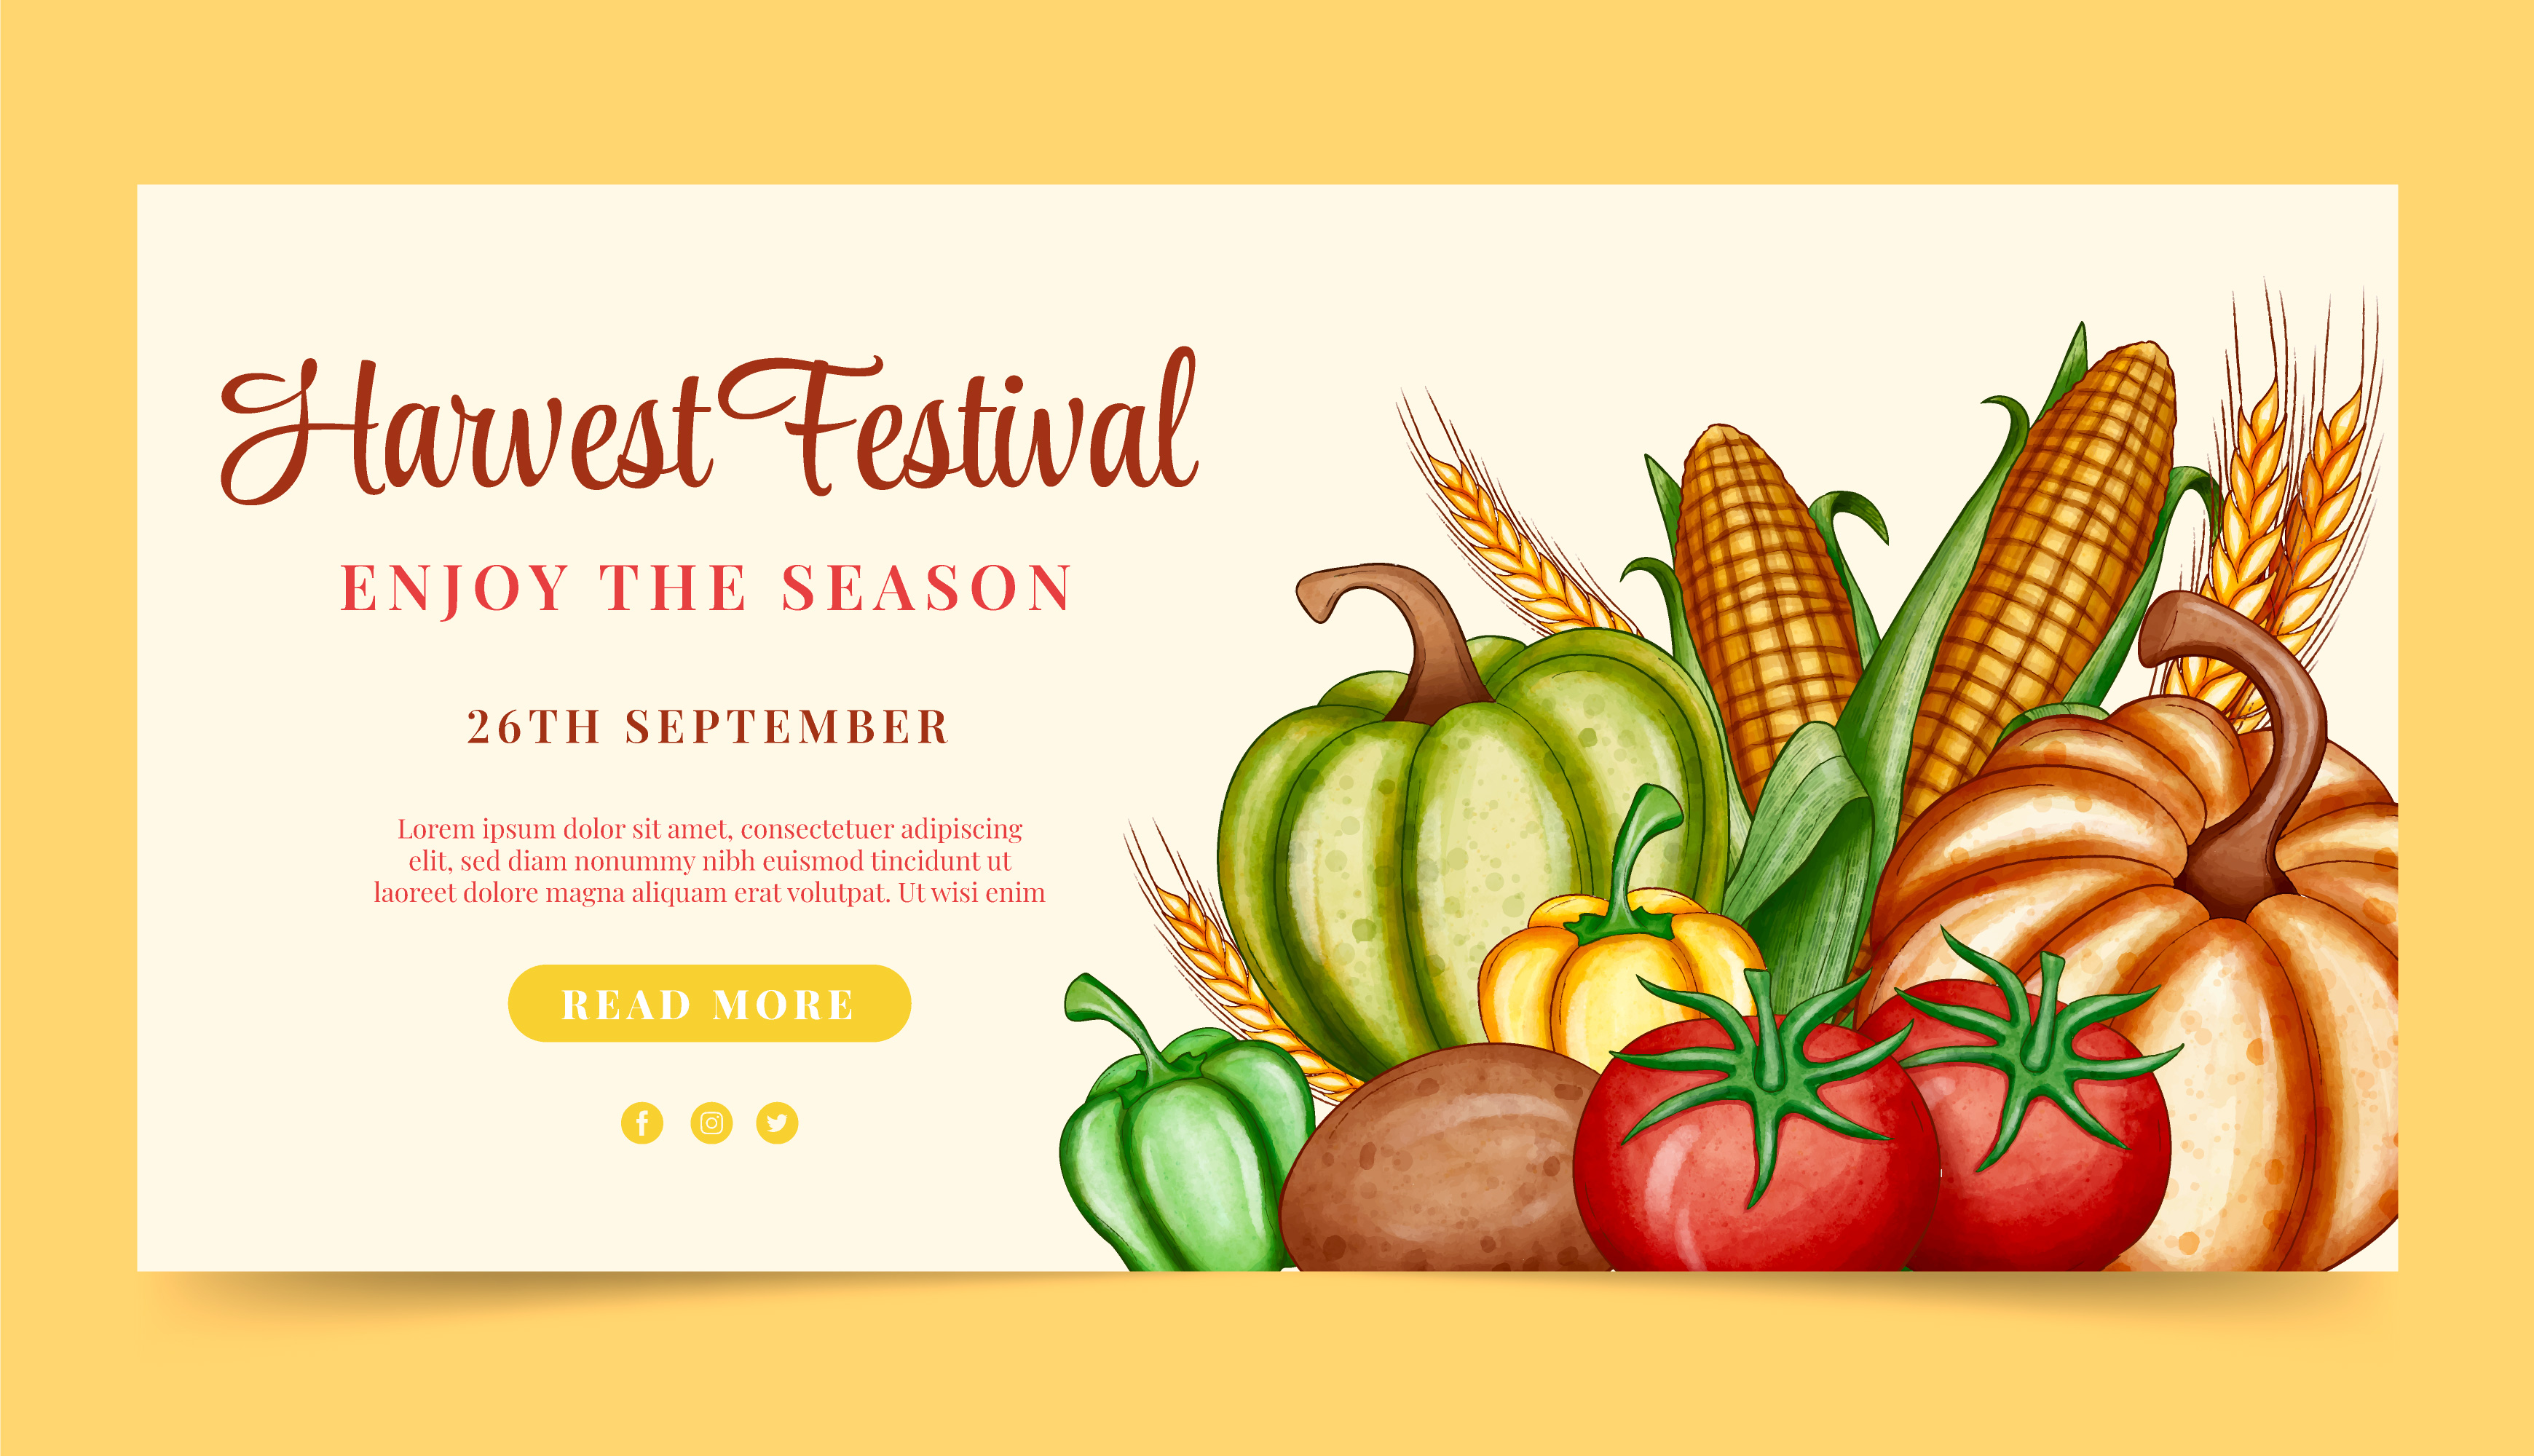 Harvest Festival
ENJOY THE SEASON
26TH SEPTEMBER
Lorem ipsum dolor sit amet, consectetuer adipiscing
elit, sed diam nonummy nibh euismod tincidunt ut
laoreet dolore magna aliquam erat volutpat. Ut wisi enim
READ MORE